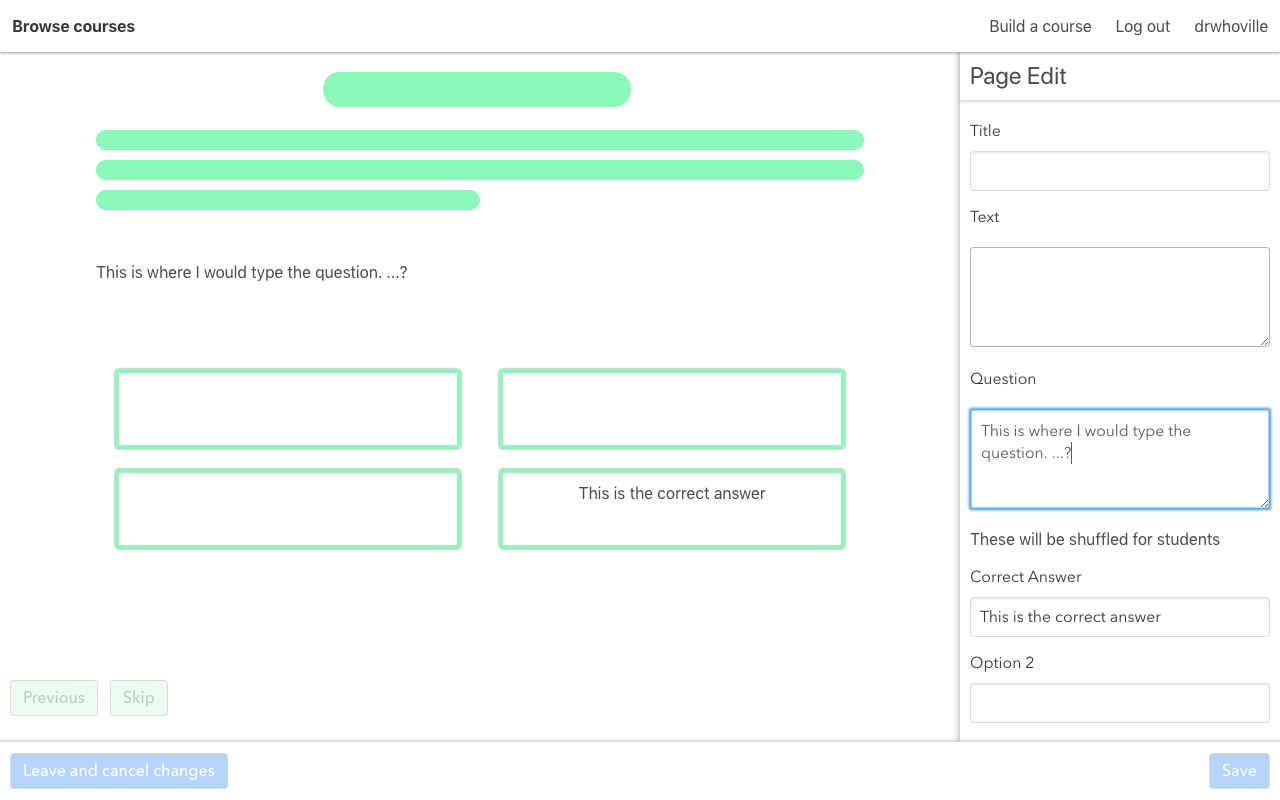 Browse courses
Build a course
Log out
drwhoville
Page Edit
Title
Text
This is where I would type the question. ...?
Question
This is where I would type the
question. ...?
This is the correct answer
These will be shuffled for students
Correct Answer
This is the correct answer
Option 2
Previous
Skip
Leave and cancel changes
Save